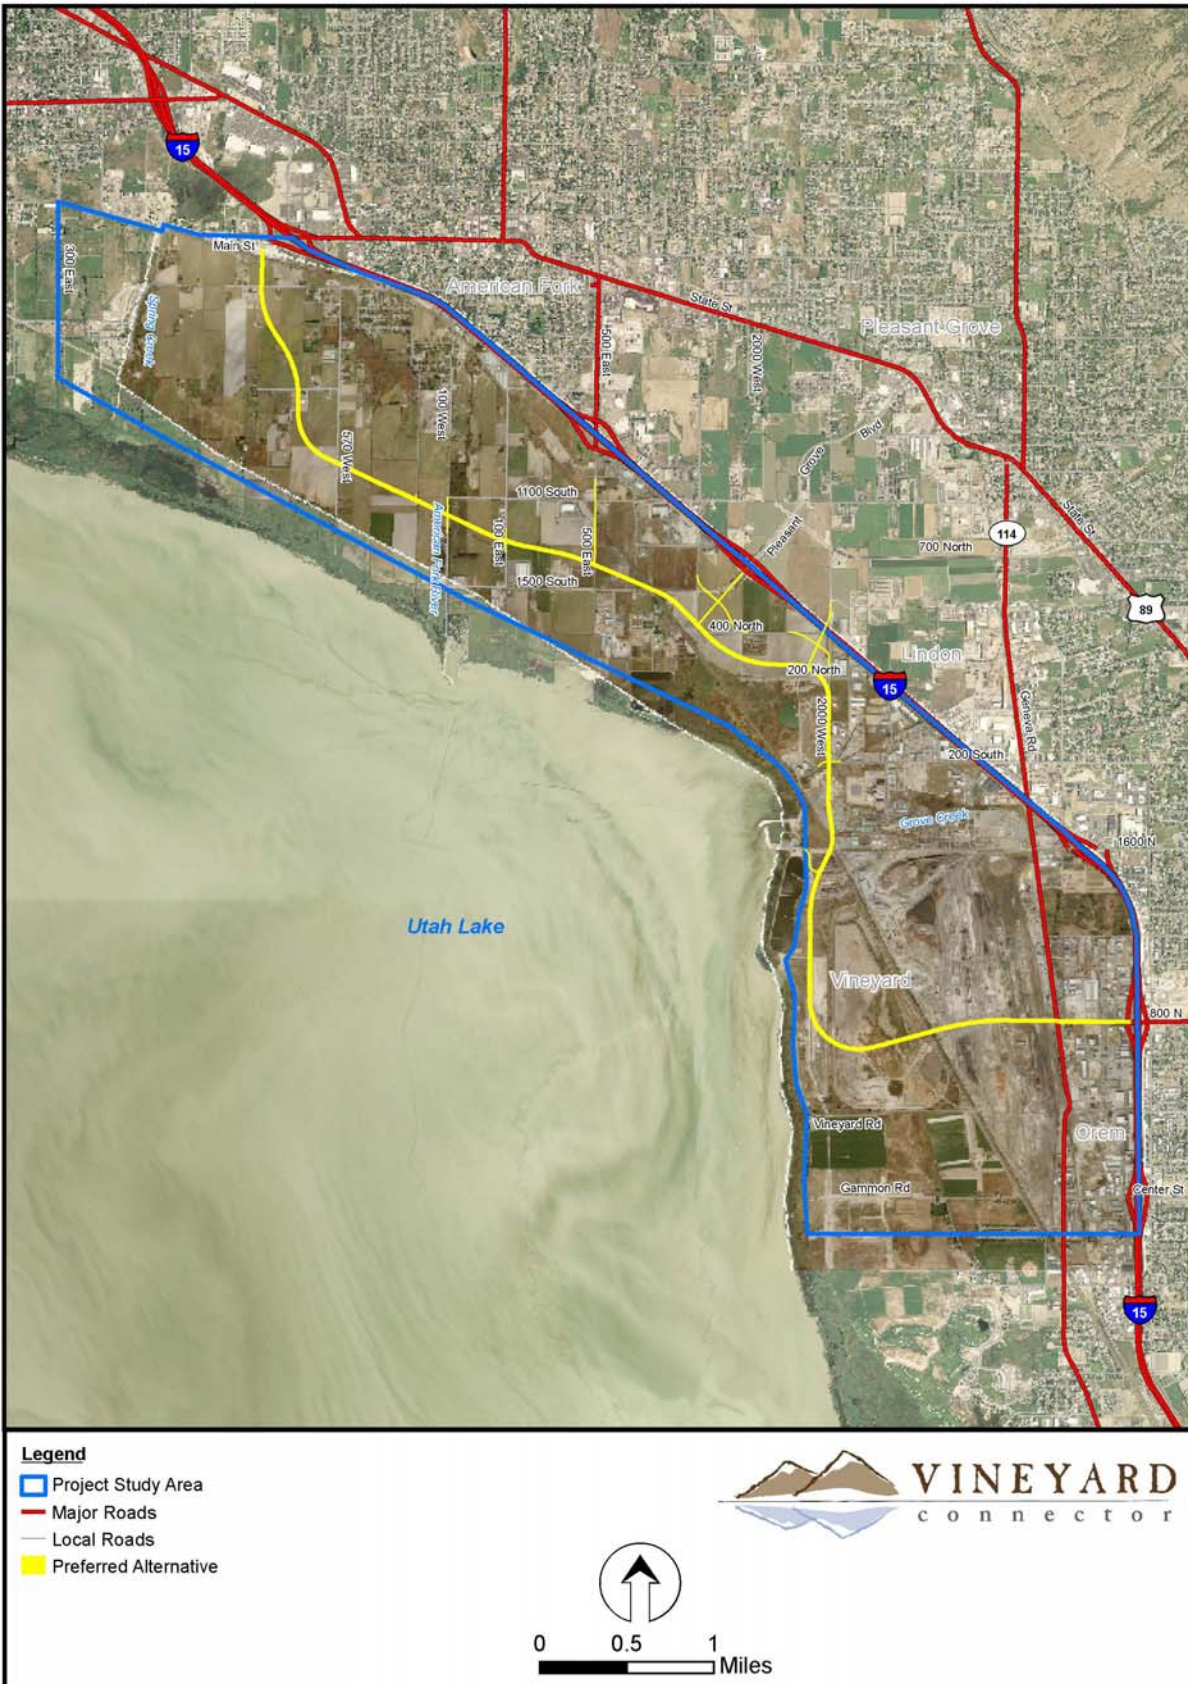 15
Main St
300 East
Spring Creek
American Fork
State St
Pleasant Grove
500 East
2000 West
100 West
570 West
Pleasant Grove Blvd
1100 South
American Fork River
100 East
500 East
114
700 North
State St
1500 South
89
400 North
Lindon
200 North
15
2000 West
Geneva Rd
200 South
Grove Creek
1600 N
Utah Lake
Vineyard
800 N
Vineyard Rd
Orem
Gammon Rd
Center St
15
Legend
Project Study Area
Major Roads
Local Roads
Preferred Alternative
VINEYARD
connector
0 0.5 1
Miles